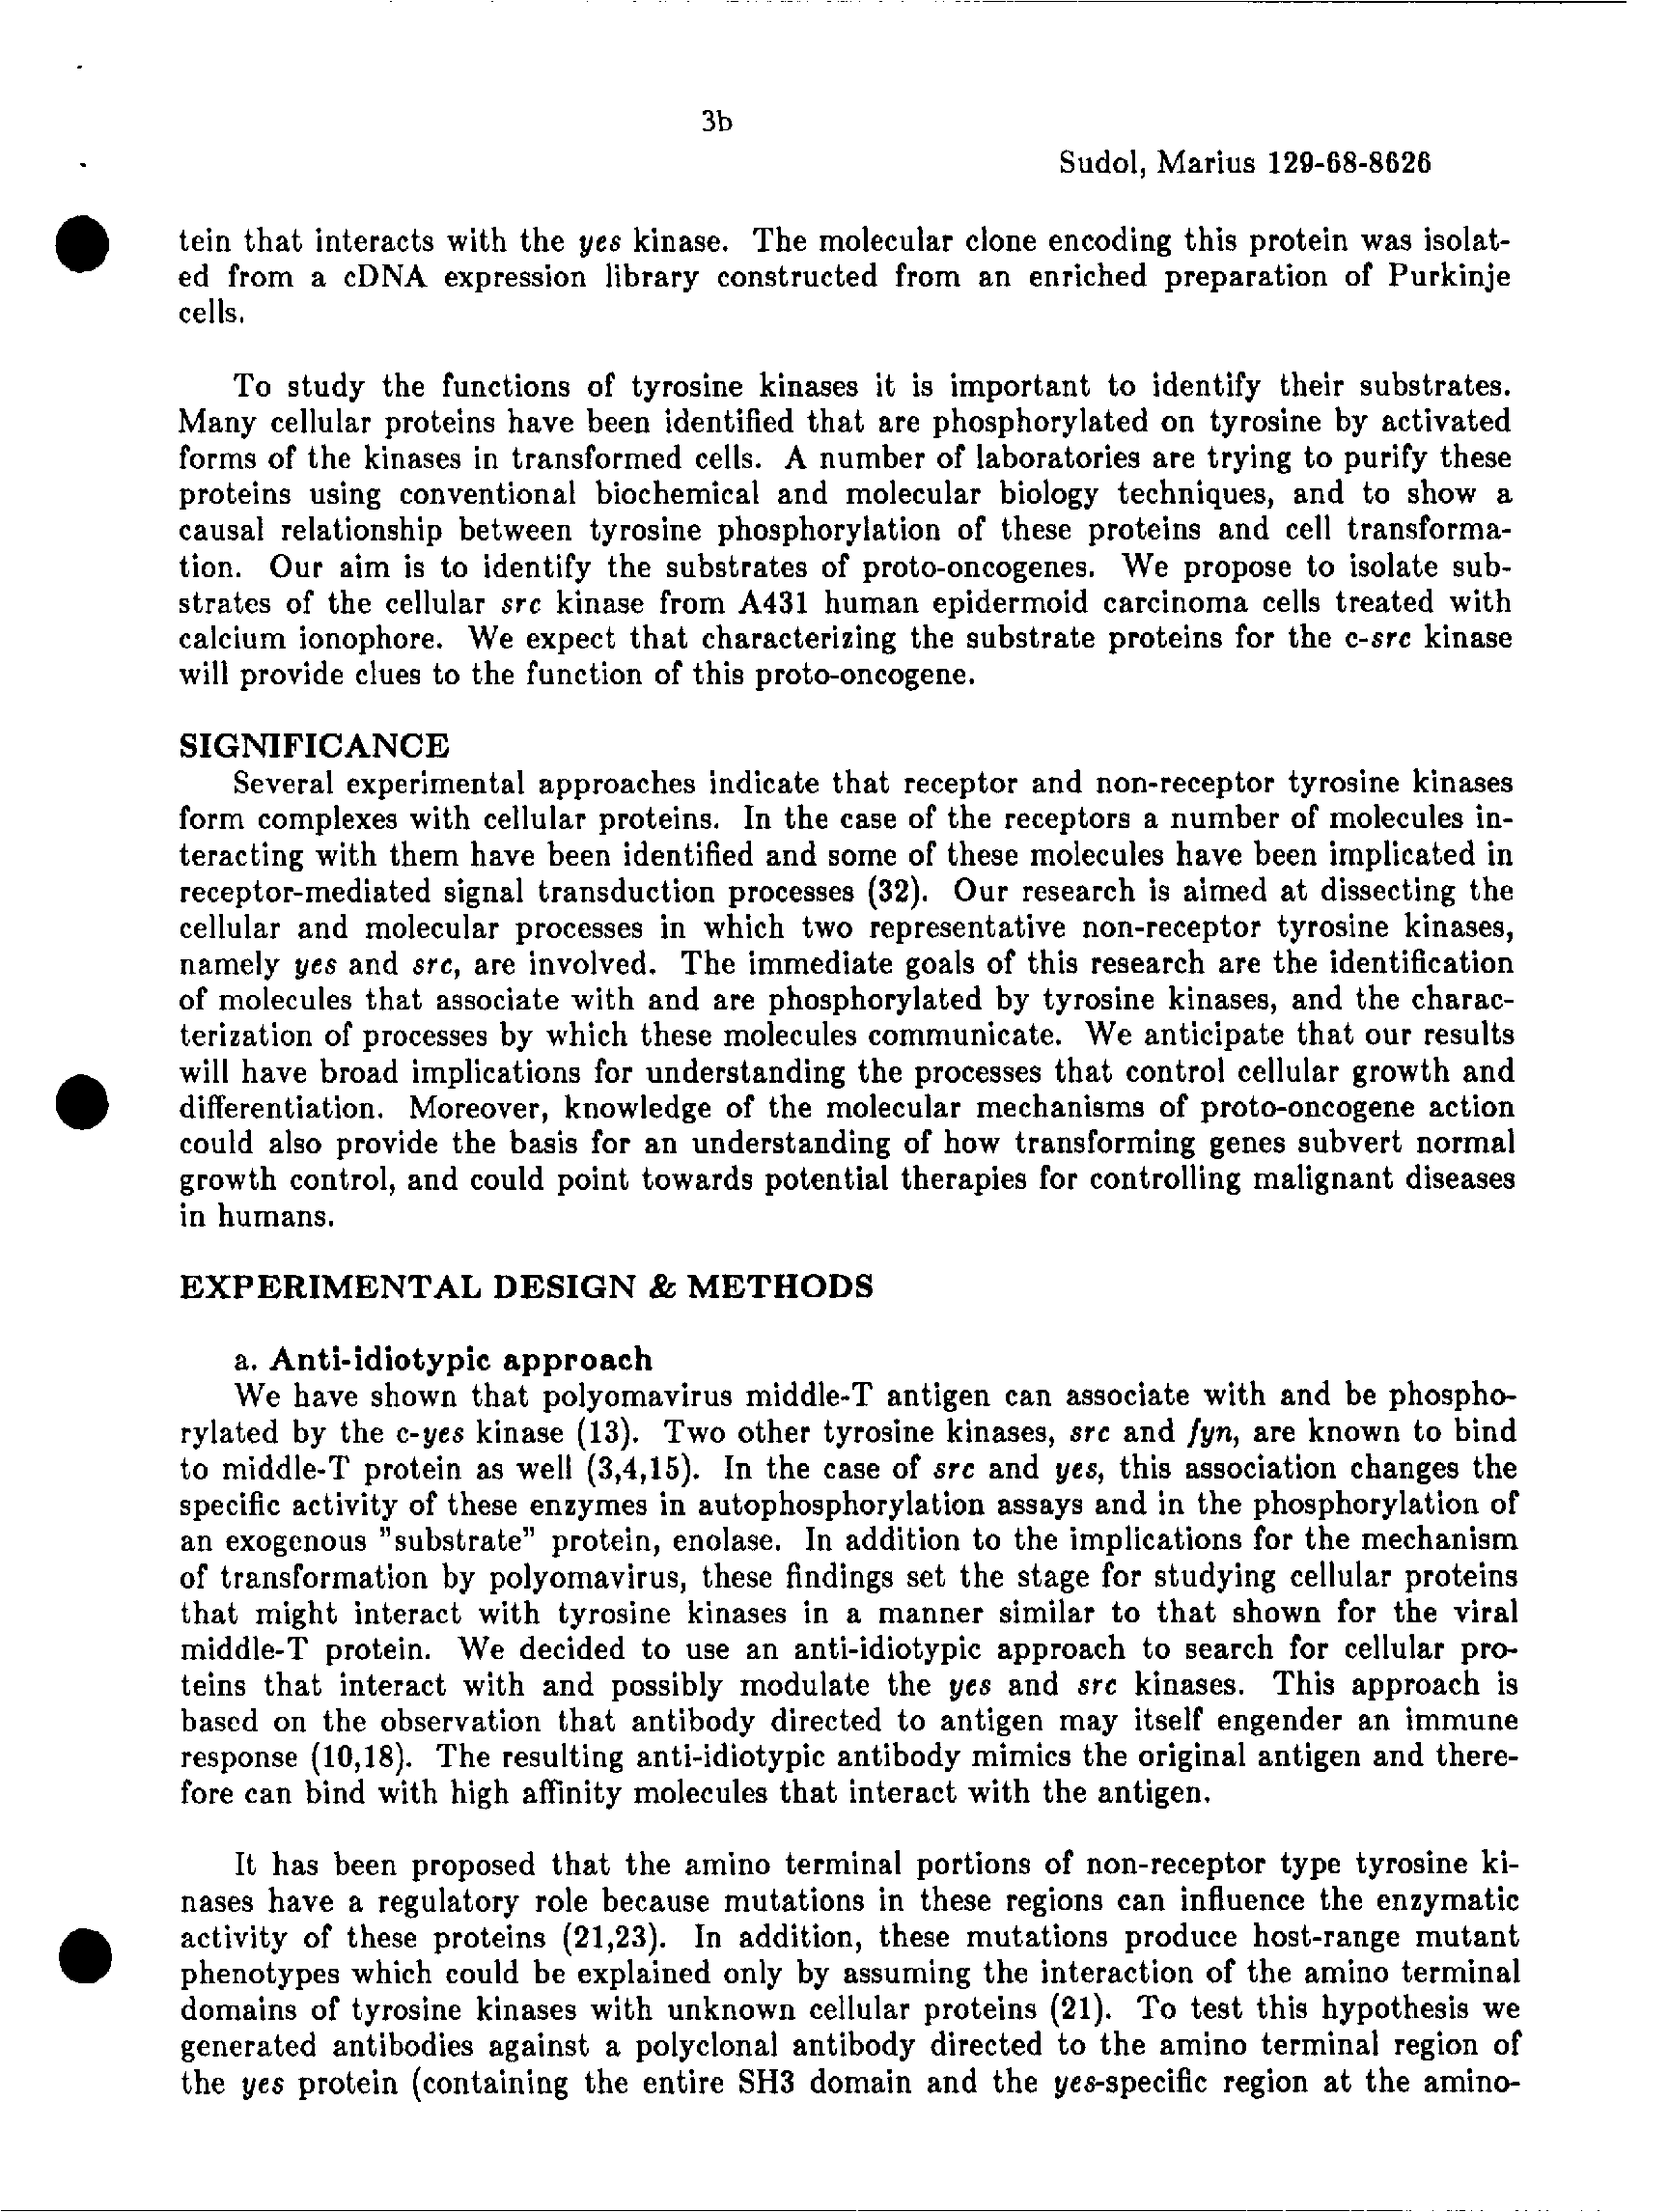 3b
Sudol, Marius 129-68-8626
tein that interacts with the yes kinase. The molecular clone encoding this protein was isolat-
ed from a cDNA expression library constructed from an enriched preparation of Purkinje
cells.
To study the functions of tyrosine kinases it is important to identify their substrates.
Many cellular proteins have been identified that are phosphorylated on tyrosine by activated
forms of the kinases in transformed cells. A number of laboratories are trying to purify these
proteins using conventional biochemical and molecular biology techniques, and to show a
causal relationship between tyrosine phosphorylation of these proteins and cell transforma-
tion. Our aim is to identify the substrates of proto-oncogenes. We propose to isolate sub-
strates of the cellular src kinase from A431 human epidermoid carcinoma cells treated with
calcium ionophore. We expect that characterizing the substrate proteins for the c-src kinase
will provide clues to the function of this proto-oncogene.
SIGNIFICANCE
Several experimental approaches indicate that receptor and non-receptor tyrosine kinases
form complexes with cellular proteins. In the case of the receptors a number of molecules in-
teracting with them have been identified and some of these molecules have been implicated in
receptor-mediated signal transduction processes (32). Our research is aimed at dissecting the
cellular and molecular processes in which two representative non-receptor tyrosine kinases,
namely yes and src, are involved. The immediate goals of this research are the identification
of molecules that associate with and are phosphorylated by tyrosine kinases, and the charac-
terization of processes by which these molecules communicate. We anticipate that our results
will have broad implications for understanding the processes that control cellular growth and
differentiation. Moreover, knowledge of the molecular mechanisms of proto-oncogene action
could also provide the basis for an understanding of how transforming genes subvert normal
growth control, and could point towards potential therapies for controlling malignant diseases
in humans.
EXPERIMENTAL DESIGN & METHODS
a. Anti-idiotypic approach
We have shown that polyomavirus middle-T antigen can associate with and be phospho-
rylated by the c-yes kinase (13). Two other tyrosine kinases, src and fyn, are known to bind
to middle-T protein as well (3,4,15). In the case of src and yes, this association changes the
specific activity of these enzymes in autophosphorylation assays and in the phosphorylation of
an exogenous "substrate" protein, enolase. In addition to the implications for the mechanism
of transformation by polyomavirus, these findings set the stage for studying cellular proteins
that might interact with tyrosine kinases in a manner similar to that shown for the viral
middle-T protein. We decided to use an anti-idiotypic approach to search for cellular pro-
teins that interact with and possibly modulate the yes and src kinases. This approach is
based on the observation that antibody directed to antigen may itself engender an immune
response (10,18). The resulting anti-idiotypic antibody mimics the original antigen and there-
fore can bind with high affinity molecules that interact with the antigen.
It has been proposed that the amino terminal portions of non-receptor type tyrosine ki-
nases have a regulatory role because mutations in these regions can influence the enzymatic
activity of these proteins (21,23). In addition, these mutations produce host-range mutant
phenotypes which could be explained only by assuming the interaction of the amino terminal
domains of tyrosine kinases with unknown cellular proteins (21). To test this hypothesis we
generated antibodies against a polyclonal antibody directed to the amino terminal region of
the yes protein (containing the entire SH3 domain and the yes-specific region at the amino-